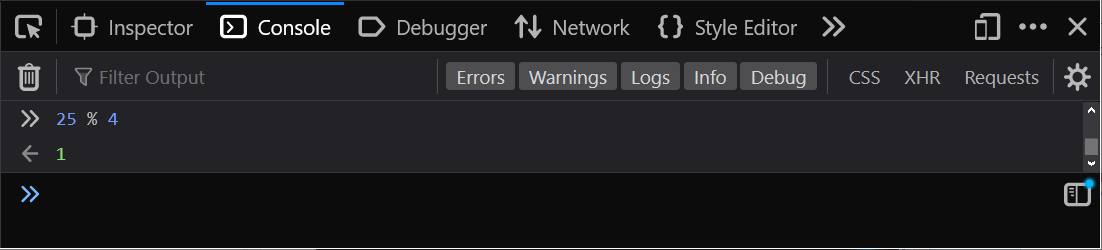 Inspector Console Debugger Network Style Editor
Filter Output Errors Warnings Logs Info Debug CSS XHR Requests
25 % 4
1